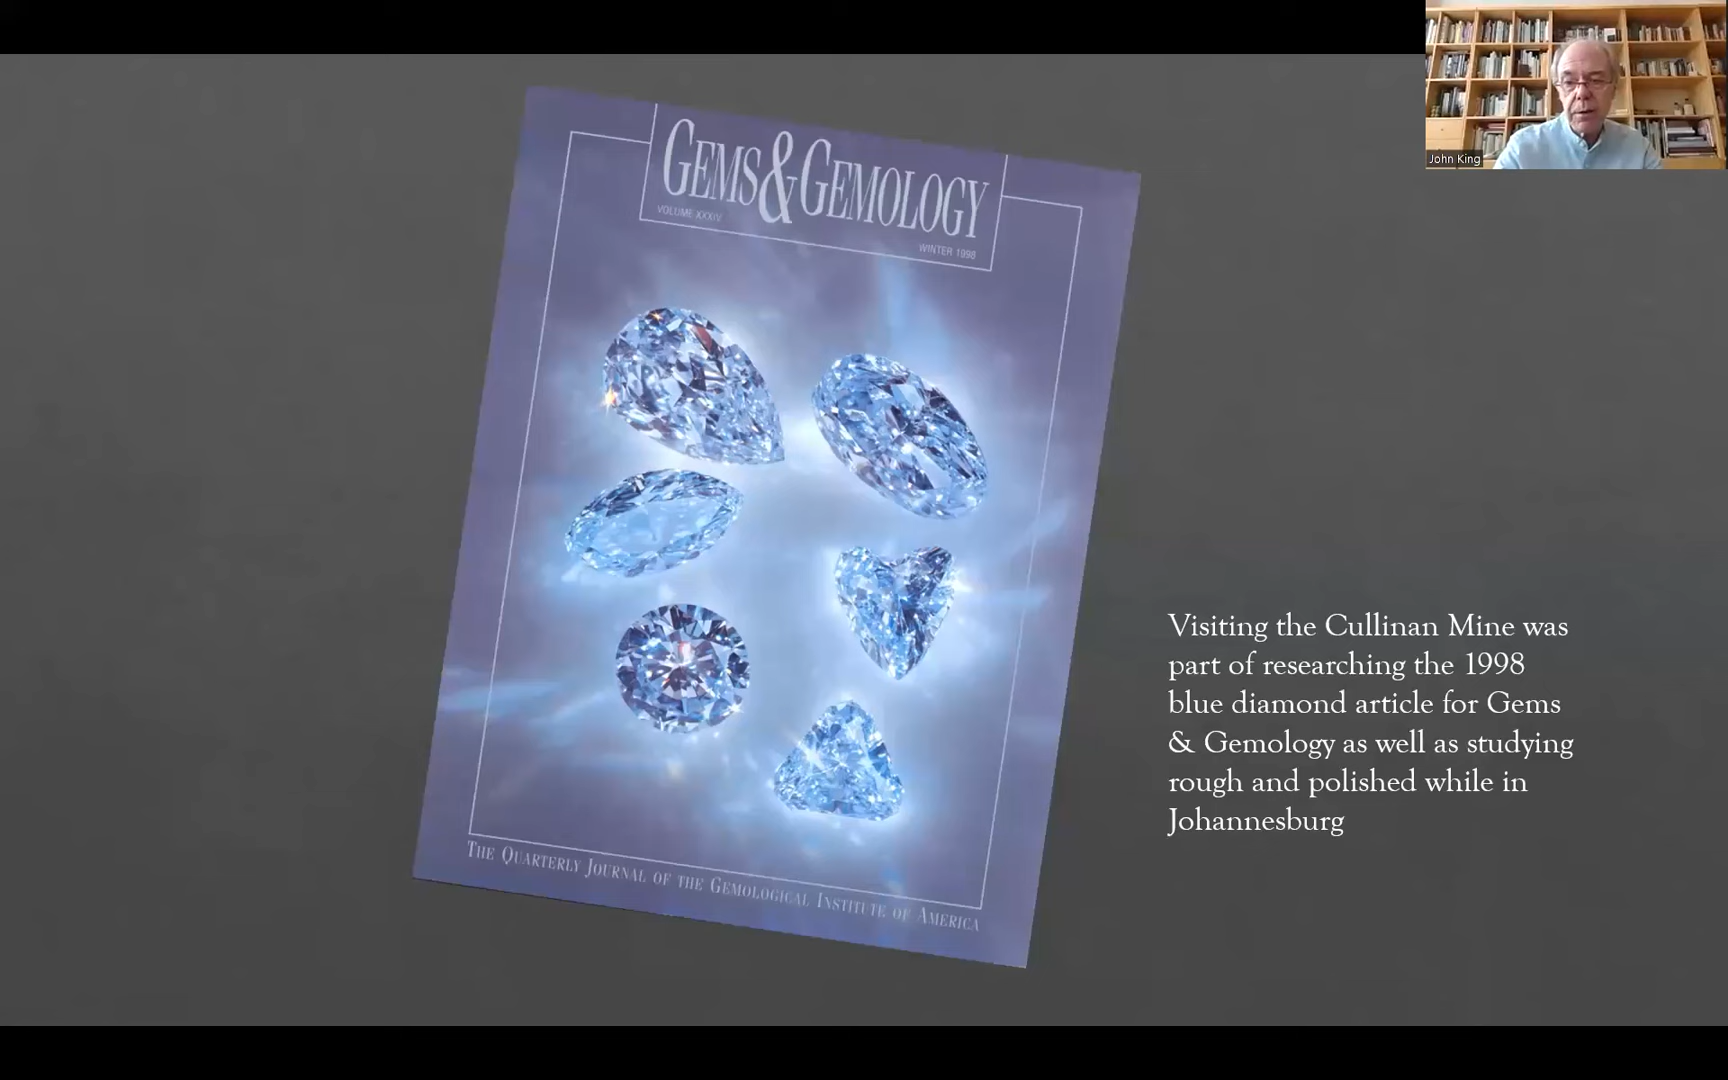 GEMS & GEMOLOGY
VOLUME XXXIV
WINTER 1998
THE QUARTERLY JOURNAL OF THE GEMOLOGICAL INSTITUTE OF AMERICA
Visiting the Cullinan Mine was
part of researching the 1998
blue diamond article for Gems
& Gemology as well as studying
rough and polished while in
Johannesburg
John King